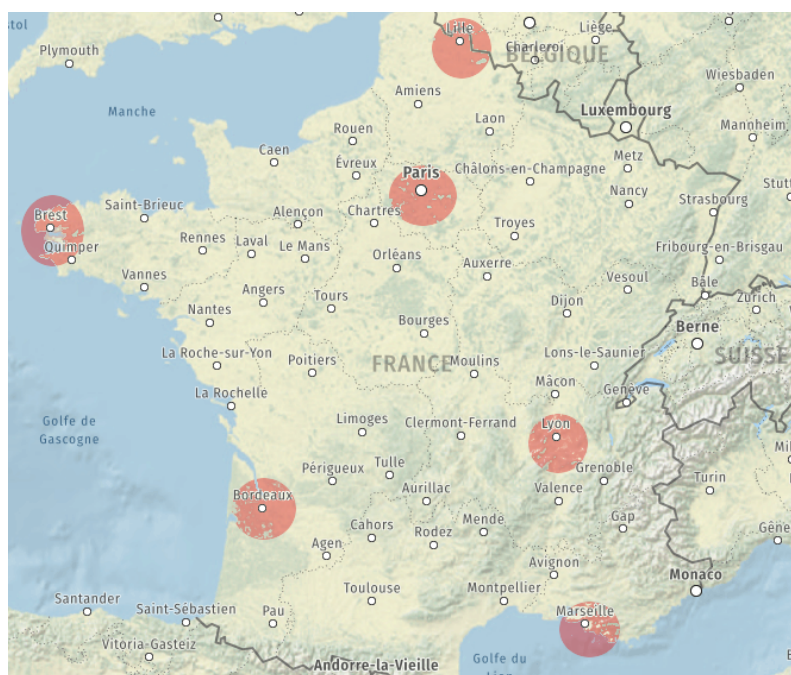 stol
Plymouth
Manche
Lille
Charleroi
Liège
BELGIQUE
Wiesbaden
Amiens
Luxembourg
Laon
Rouen
Mannheim
Caen
Évreux
Paris
Châlons-en-Champagne
Metz
Nancy
Strasbourg
Stutt
Brest
Saint-Brieuc
Alençon
Chartres
Troyes
Quimper
Rennes
Laval
Le Mans
Orléans
Auxerre
Fribourg-en-Brisgau
Vannes
Angers
Tours
Vesoul
Bâle
Zurich
Nantes
Bourges
Dijon
Berne
La Roche-sur-Yon
Poitiers
FRANCE
Moulins
Lons-le-Saunier
SUISSE
La Rochelle
Mâcon
Genève
Golfe de
Gascogne
Limoges
Clermont-Ferrand
Lyon
Mi
Périgueux
Tulle
Grenoble
Turin
Bordeaux
Aurillac
Valence
Cahors
Rodez
Mende
Gap
Gêne
Agen
Avignon
Monaco
Toulouse
Montpellier
Santander
Saint-Sébastien
Pau
Marseille
Vitoria-Gasteiz
Andorre-la-Vieille
Golfe du